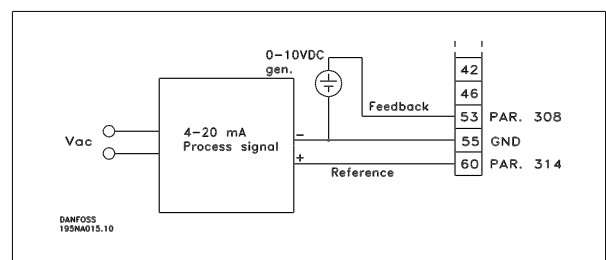 0-10VDC
gen.
42
46
Feedback
53 PAR. 308
4-20 mA
Process signal
Vac
-
55 GND
+
60 PAR. 314
Reference
DANFOSS
195NA015.10